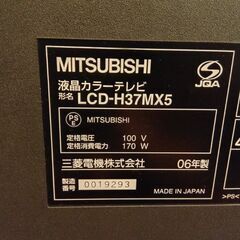 MITSUBISHI
液晶カラーテレビ
形名 LCD-H37MX5
JQA
PS E MITSUBISHI
定格電圧 100 V
定格消費電力 170 W
三菱電機株式会社 06年製
製造番号 0019293
MADE IN JAPAN